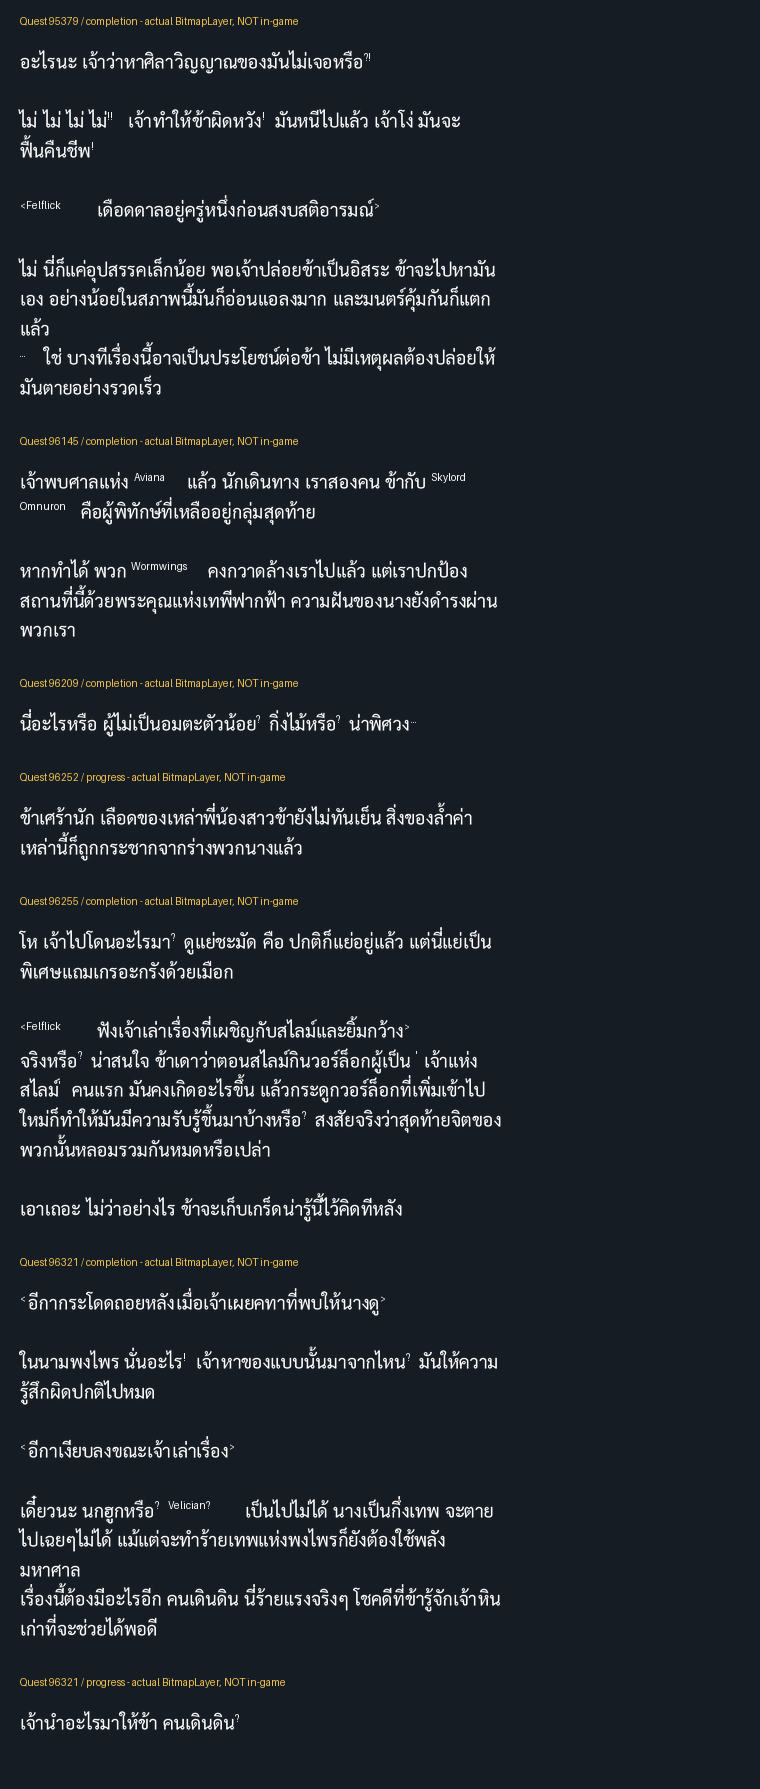 Quest 95379 / completion - actual BitmapLayer, NOT in-game
อะไรนะ เจ้าว่าหาศิลาวิญญาณของมันไม่เจอหรือ?!
ไม่ ไม่ ไม่ ไม่!! เจ้าทำให้ข้าผิดหวัง! มันหนีไปแล้ว เจ้าโง่ มันจะ
ฟื้นคืนชีพ!
<Felflick เดือดดาลอยู่ครู่หนึ่งก่อนสงบสติอารมณ์>
ไม่ นี่ก็แค่อุปสรรคเล็กน้อย พอเจ้าปล่อยข้าเป็นอิสระ ข้าจะไปหามัน
เอง อย่างน้อยในสภาพนี้มันก็อ่อนแอลงมาก และมนตร์คุ้มกันก็แตก
แล้ว
... ใช่ บางทีเรื่องนี้อาจเป็นประโยชน์ต่อข้า ไม่มีเหตุผลต้องปล่อยให้
มันตายอย่างรวดเร็ว
Quest 96145 / completion - actual BitmapLayer, NOT in-game
เจ้าพบศาลแห่ง Aviana แล้ว นักเดินทาง เราสองคน ข้ากับ Skylord
Omnuron คือผู้พิทักษ์ที่เหลืออยู่กลุ่มสุดท้าย
หากทำได้ พวก Wormwings คงกวาดล้างเราไปแล้ว แต่เราปกป้อง
สถานที่นี้ด้วยพระคุณแห่งเทพีฟากฟ้า ความฝันของนางยังดำรงผ่าน
พวกเรา
Quest 96209 / completion - actual BitmapLayer, NOT in-game
นี่อะไรหรือ ผู้ไม่เป็นอมตะตัวน้อย? กิ่งไม้หรือ? น่าพิศวง...
Quest 96252 / progress - actual BitmapLayer, NOT in-game
ข้าเศร้านัก เลือดของเหล่าพี่น้องสาวข้ายังไม่ทันเย็น สิ่งของล้ำค่า
เหล่านี้ก็ถูกกระชากจากร่างพวกนางแล้ว
Quest 96255 / completion - actual BitmapLayer, NOT in-game
โห เจ้าไปโดนอะไรมา? ดูแย่ชะมัด คือ ปกติก็แย่อยู่แล้ว แต่นี่แย่เป็น
พิเศษแถมเกรอะกรังด้วยเมือก
<Felflick ฟังเจ้าเล่าเรื่องที่เผชิญกับสไลม์และยิ้มกว้าง>
จริงหรือ? น่าสนใจ ข้าเดาว่าตอนสไลม์กินวอร์ล็อกผู้เป็น ' เจ้าแห่ง
สไลม์' คนแรก มันคงเกิดอะไรขึ้น แล้วกระดูกวอร์ล็อกที่เพิ่มเข้าไป
ใหม่ก็ทำให้มันมีความรับรู้ขึ้นมาบ้างหรือ? สงสัยจริงว่าสุดท้ายจิตของ
พวกนั้นหลอมรวมกันหมดหรือเปล่า
เอาเถอะ ไม่ว่าอย่างไร ข้าจะเก็บเกร็ดน่ารู้นี้ไว้คิดทีหลัง
Quest 96321 / completion - actual BitmapLayer, NOT in-game
< อีกากระโดดถอยหลังเมื่อเจ้าเผยคทาที่พบให้นางดู>
ในนามพงไพร นั่นอะไร! เจ้าหาของแบบนั้นมาจากไหน? มันให้ความ
รู้สึกผิดปกติไปหมด
< อีกาเงียบลงขณะเจ้าเล่าเรื่อง>
เดี๋ยวนะ นกฮูกหรือ? Velician? เป็นไปไม่ได้ นางเป็นกึ่งเทพ จะตาย
ไปเฉยๆไม่ได้ แม้แต่จะทำร้ายเทพแห่งพงไพรก็ยังต้องใช้พลัง
มหาศาล
เรื่องนี้ต้องมีอะไรอีก คนเดินดิน นี่ร้ายแรงจริงๆ โชคดีที่ข้ารู้จักเจ้าหิน
เก่าที่จะช่วยได้พอดี
Quest 96321 / progress - actual BitmapLayer, NOT in-game
เจ้านำอะไรมาให้ข้า คนเดินดิน?